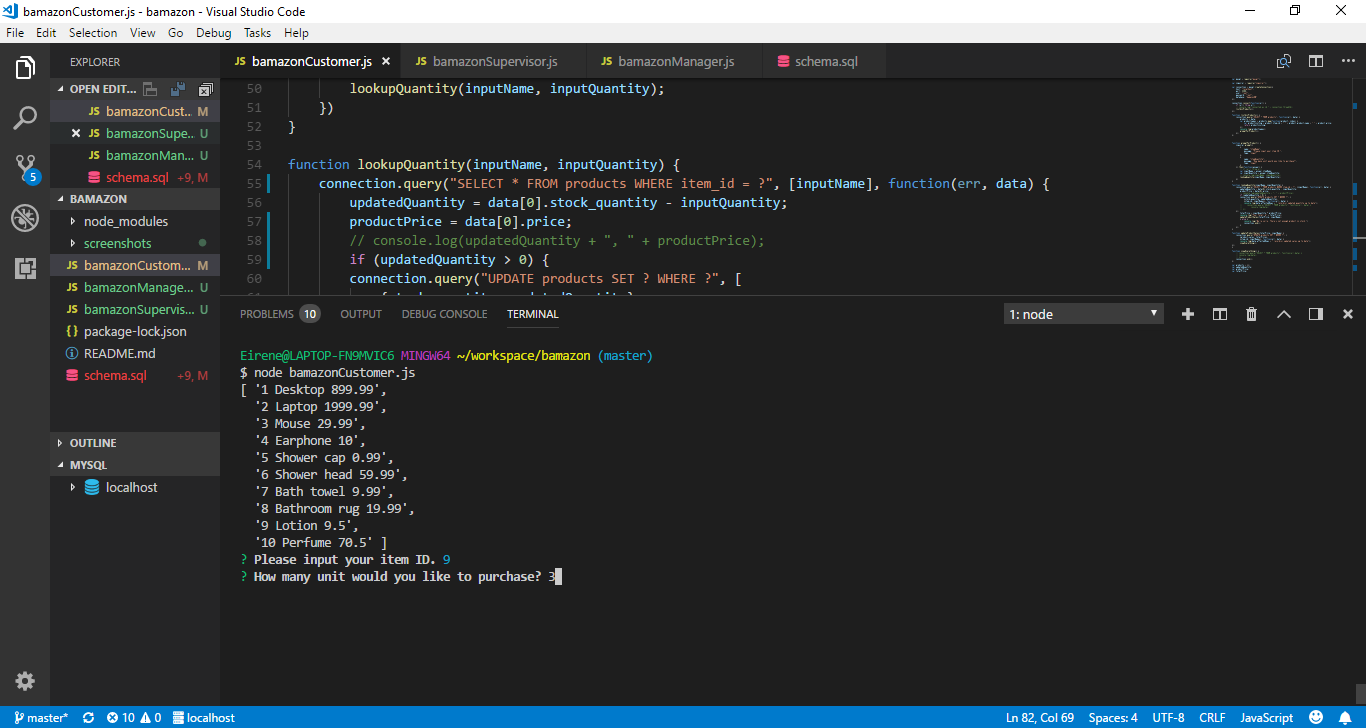 bamazonCustomer.js - bamazon - Visual Studio Code
File Edit Selection View Go Debug Tasks Help
EXPLORER
OPEN EDIT...
JS bamazonCust... M
JS bamazonSupe... U
JS bamazonMan... U
schema.sql +9, M
BAMAZON
node_modules
screenshots
JS bamazonCustom... M
JS bamazonManage... U
JS bamazonSupervis... U
{} package-lock.json
README.md
schema.sql +9, M
OUTLINE
MYSQL
localhost
5
JS bamazonCustomer.js JS bamazonSupervisor.js JS bamazonManager.js schema.sql
50 lookupQuantity(inputName, inputQuantity);
51 })
52 }
53
54 function lookupQuantity(inputName, inputQuantity) {
55 connection.query("SELECT * FROM products WHERE item_id = ?", [inputName], function(err, data) {
56 updatedQuantity = data[0].stock_quantity - inputQuantity;
57 productPrice = data[0].price;
58 // console.log(updatedQuantity + ", " + productPrice);
59 if (updatedQuantity > 0) {
60 connection.query("UPDATE products SET ? WHERE ?", [
PROBLEMS 10 OUTPUT DEBUG CONSOLE TERMINAL 1: node
Eirene@LAPTOP-FN9MVIC6 MINGW64 ~/workspace/bamazon (master)
$ node bamazonCustomer.js
[ '1 Desktop 899.99',
'2 Laptop 1999.99',
'3 Mouse 29.99',
'4 Earphone 10',
'5 Shower cap 0.99',
'6 Shower head 59.99',
'7 Bath towel 9.99',
'8 Bathroom rug 19.99',
'9 Lotion 9.5',
'10 Perfume 70.5' ]
? Please input your item ID. 9
? How many unit would you like to purchase? 3
master* 10 0 localhost Ln 82, Col 69 Spaces: 4 UTF-8 CRLF JavaScript